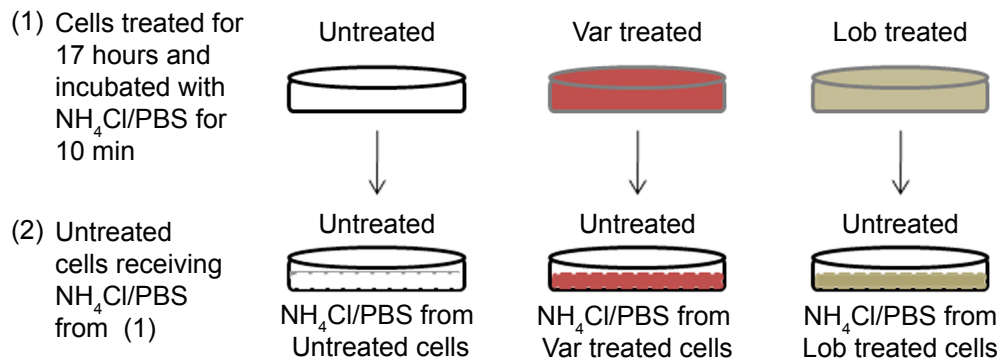 (1) Cells treated for
17 hours and
incubated with
NH₄Cl/PBS for
10 min
Untreated
Var treated
Lob treated
(2) Untreated
cells receiving
NH₄Cl/PBS
from (1)
Untreated
Untreated
Untreated
NH₄Cl/PBS from
Untreated cells
NH₄Cl/PBS from
Var treated cells
NH₄Cl/PBS from
Lob treated cells